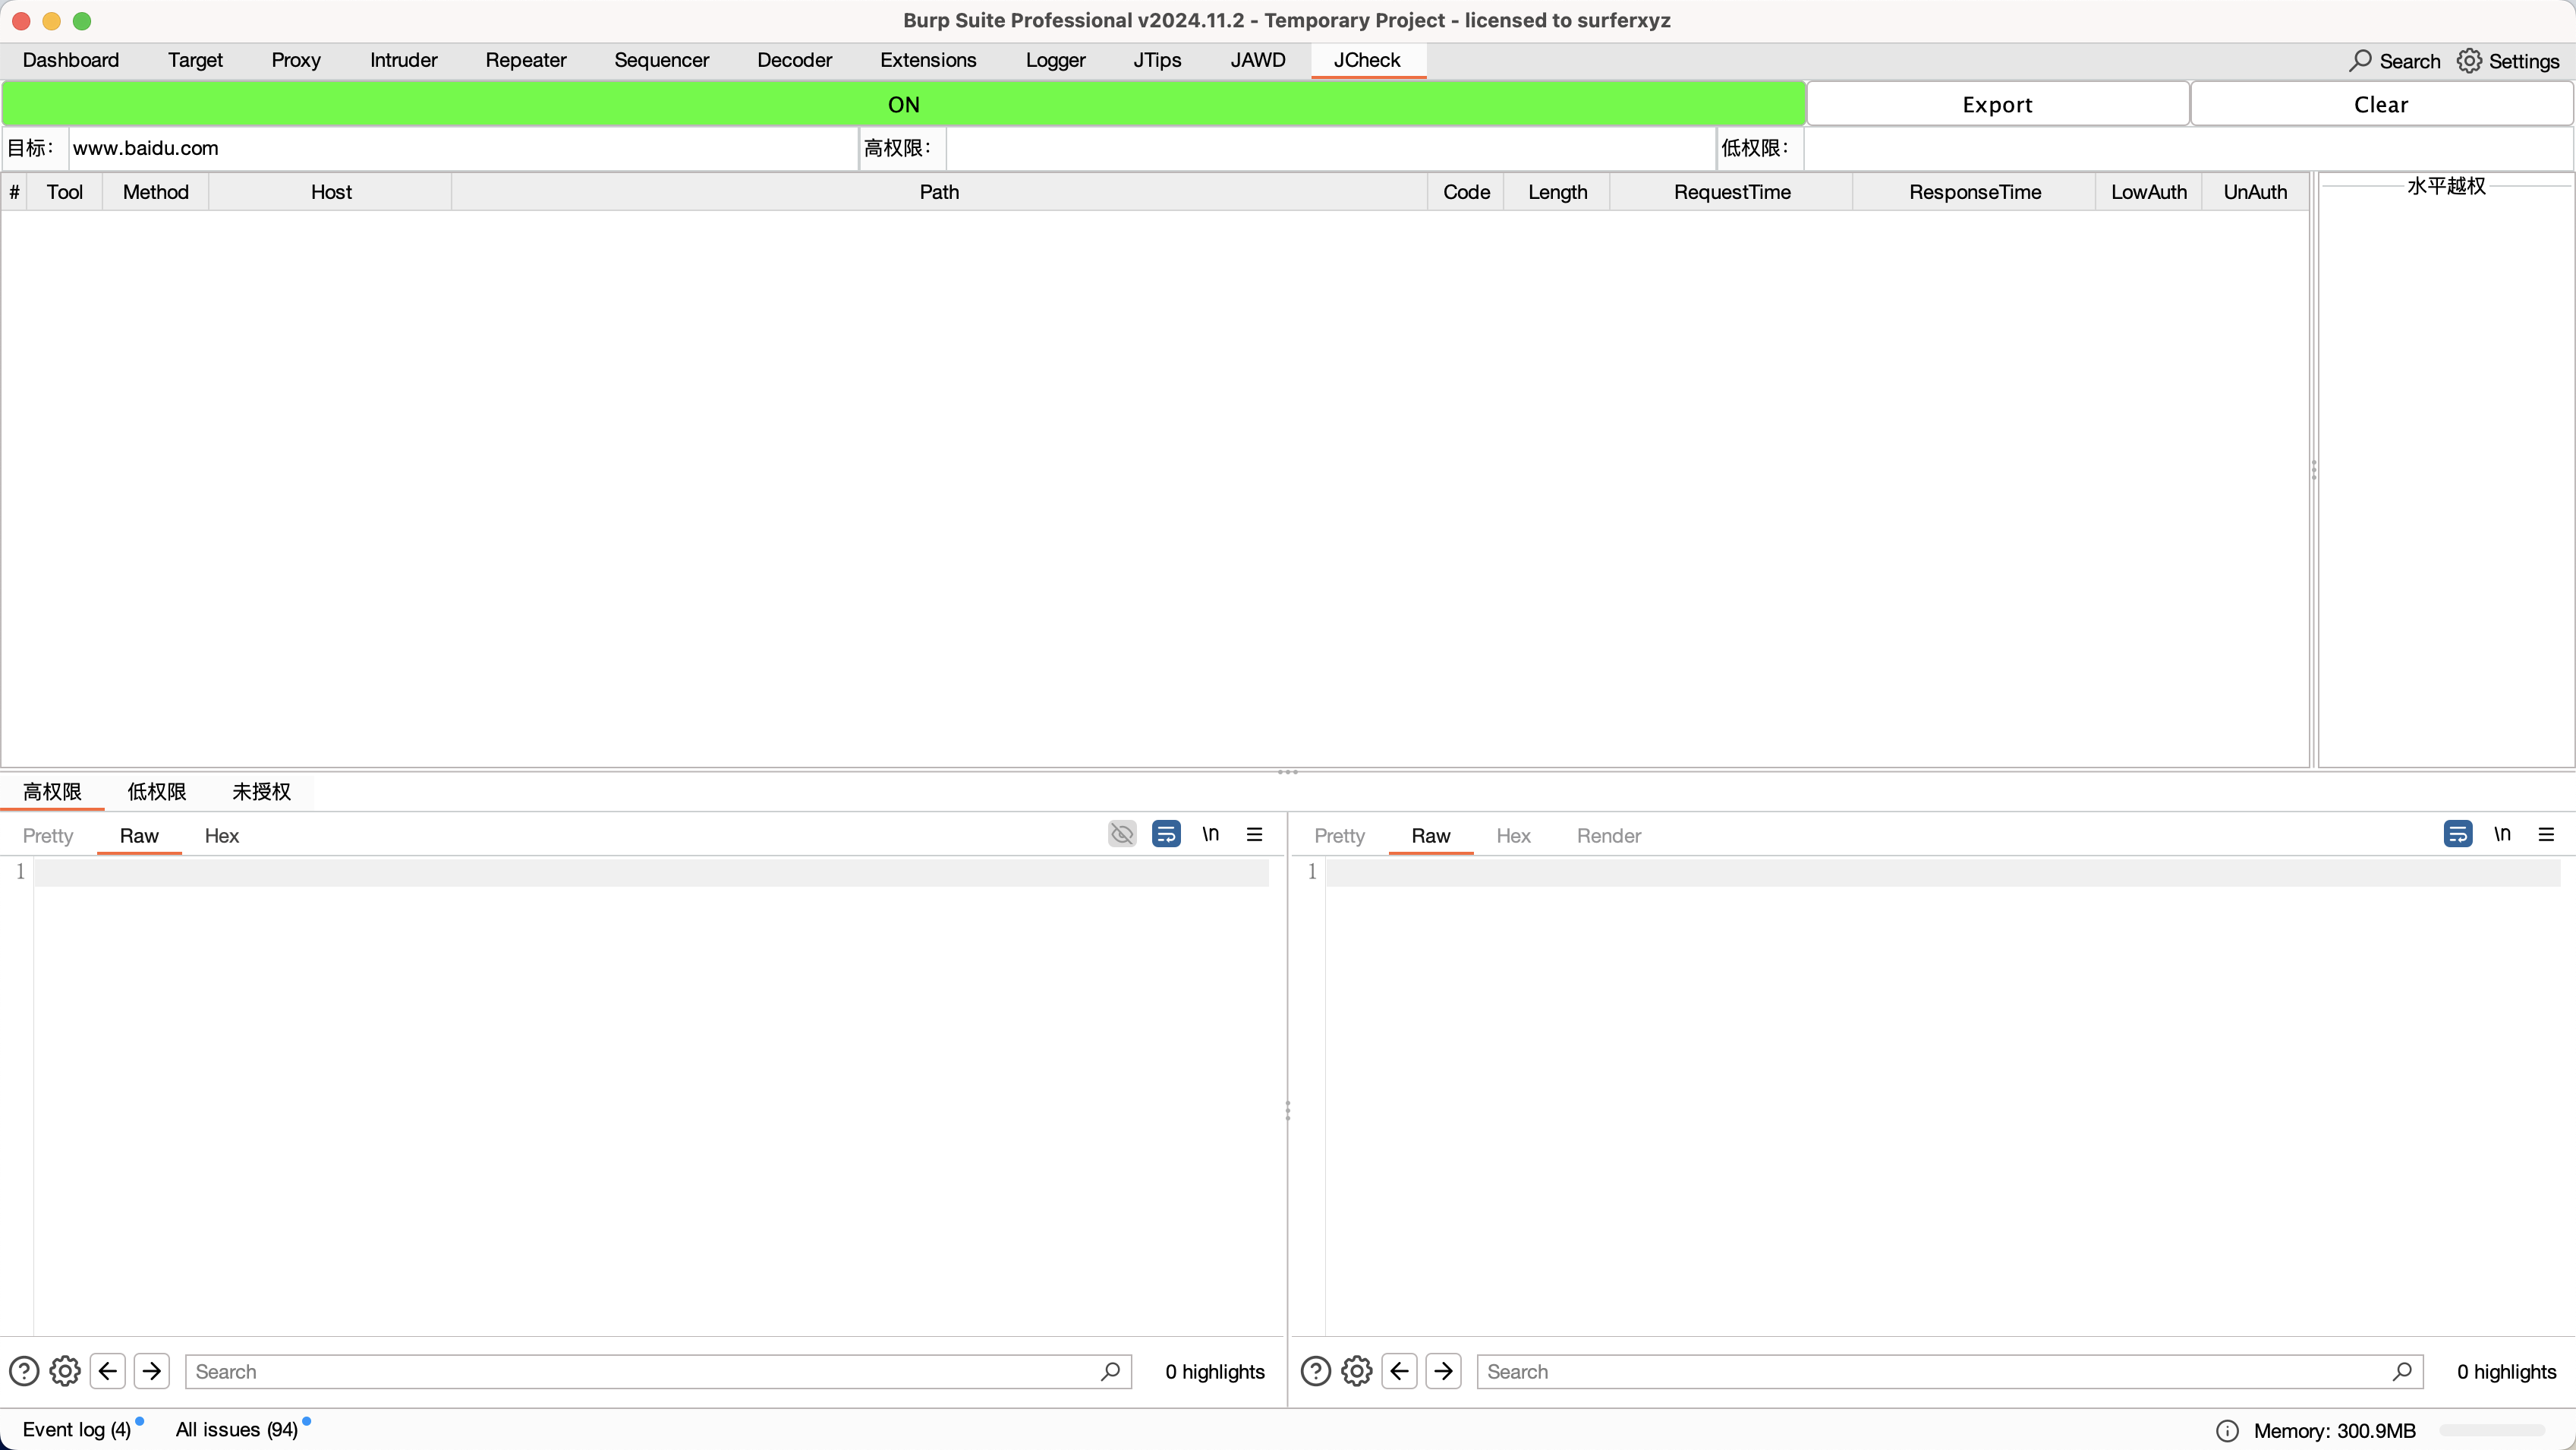 Burp Suite Professional v2024.11.2 - Temporary Project - licensed to surferxyz
Dashboard Target Proxy Intruder Repeater Sequencer Decoder Extensions Logger JTips JAWD JCheck Search Settings
ON Export Clear
目标： www.baidu.com 高权限： 低权限：
# Tool Method Host Path Code Length RequestTime ResponseTime LowAuth UnAuth 水平越权
高权限 低权限 未授权
Pretty Raw Hex \n Pretty Raw Hex Render \n
1 1
Search 0 highlights Search 0 highlights
Event log (4) All issues (94) Memory: 300.9MB